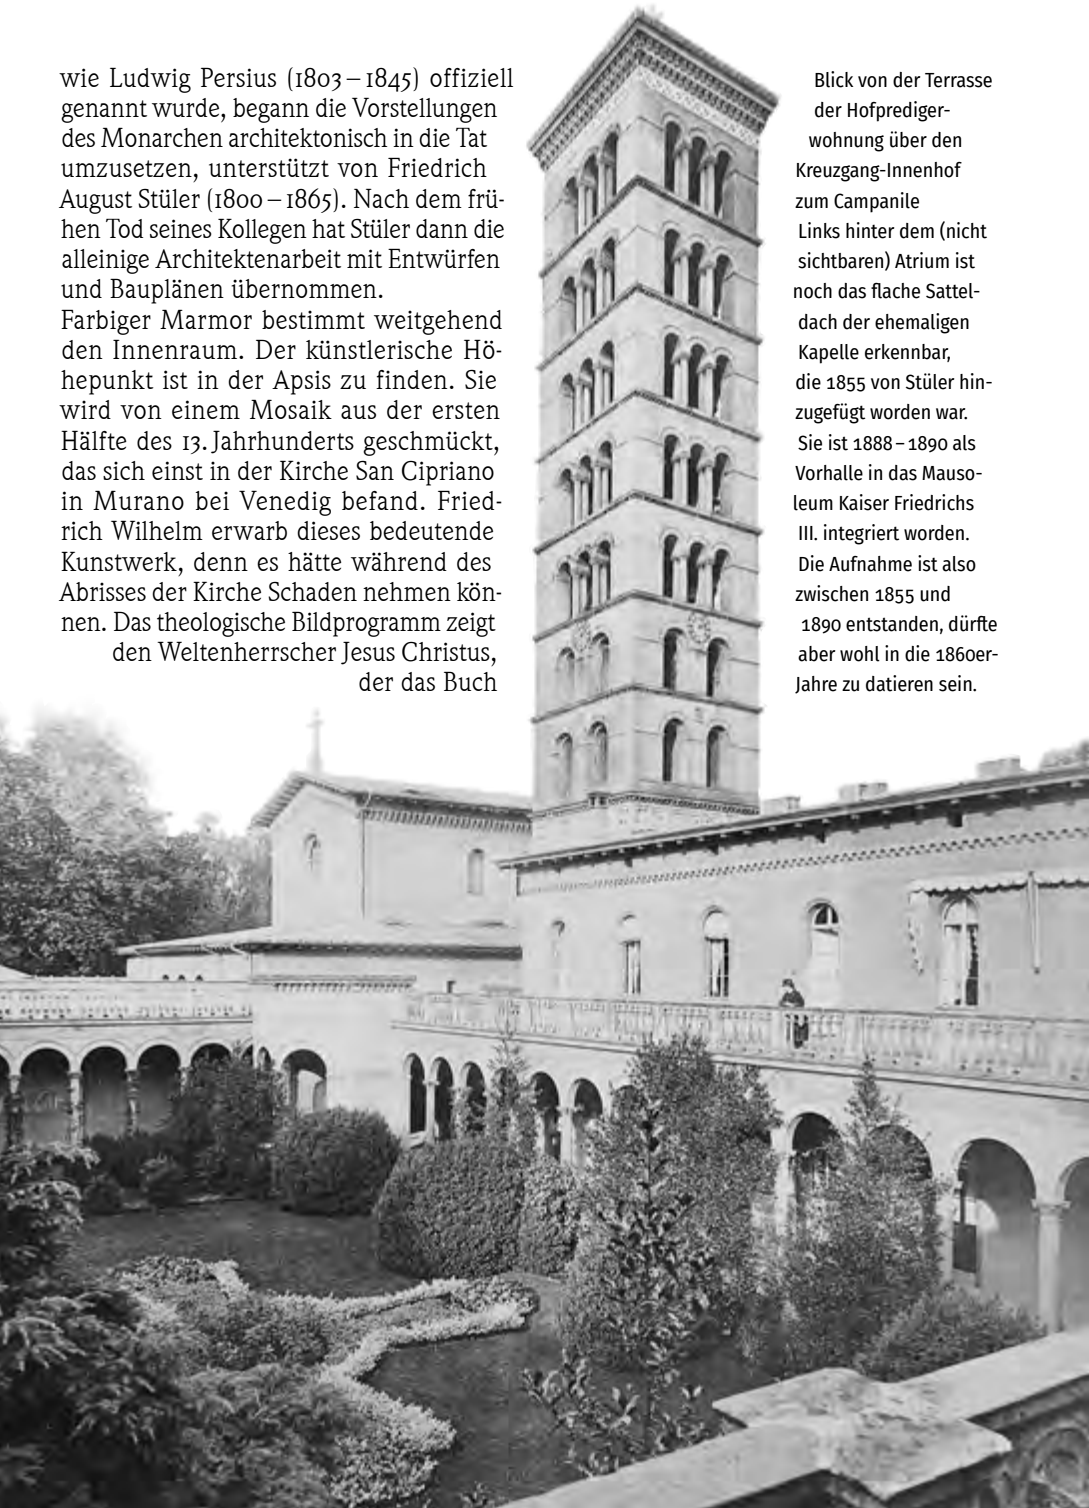 wie Ludwig Persius (1803 – 1845) offiziell
genannt wurde, begann die Vorstellungen
des Monarchen architektonisch in die Tat
umzusetzen, unterstützt von Friedrich
August Stüler (1800 – 1865). Nach dem frü-
hen Tod seines Kollegen hat Stüler dann die
alleinige Architektenarbeit mit Entwürfen
und Bauplänen übernommen.
Farbiger Marmor bestimmt weitgehend
den Innenraum. Der künstlerische Hö-
hepunkt ist in der Apsis zu finden. Sie
wird von einem Mosaik aus der ersten
Hälfte des 13. Jahrhunderts geschmückt,
das sich einst in der Kirche San Cipriano
in Murano bei Venedig befand. Fried-
rich Wilhelm erwarb dieses bedeutende
Kunstwerk, denn es hätte während des
Abrisses der Kirche Schaden nehmen kön-
nen. Das theologische Bildprogramm zeigt
den Weltenherrscher Jesus Christus,
der das Buch
Blick von der Terrasse
der Hofprediger-
wohnung über den
Kreuzgang-Innenhof
zum Campanile
Links hinter dem (nicht
sichtbaren) Atrium ist
noch das flache Sattel-
dach der ehemaligen
Kapelle erkennbar,
die 1855 von Stüler hin-
zugefügt worden war.
Sie ist 1888 – 1890 als
Vorhalle in das Mauso-
leum Kaiser Friedrichs
III. integriert worden.
Die Aufnahme ist also
zwischen 1855 und
1890 entstanden, dürfte
aber wohl in die 1860er-
Jahre zu datieren sein.